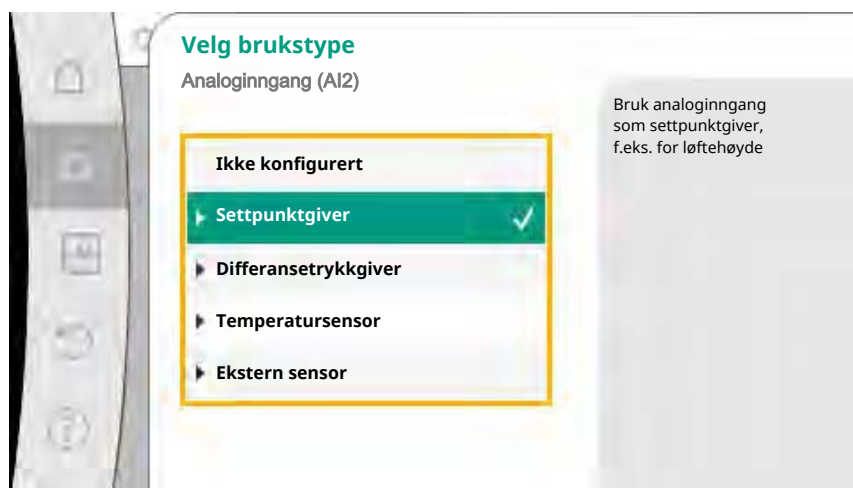 Velg brukstype
Analoginngang (AI2)
Bruk analoginngang
som settpunktgiver,
f.eks. for løftehøyde
Ikke konfigurert
Settpunktgiver
Differansetrykkgiver
Temperatursensor
Ekstern sensor